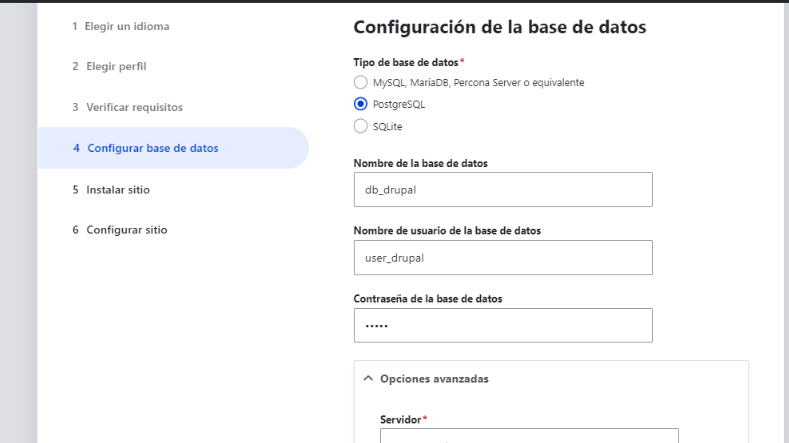 1 Elegir un idioma
2 Elegir perfil
3 Verificar requisitos
4 Configurar base de datos
5 Instalar sitio
6 Configurar sitio
Configuración de la base de datos
Tipo de base de datos*
MySQL, MariaDB, Percona Server o equivalente
PostgreSQL
SQLite
Nombre de la base de datos
db_drupal
Nombre de usuario de la base de datos
user_drupal
Contraseña de la base de datos
•••••
Opciones avanzadas
Servidor*